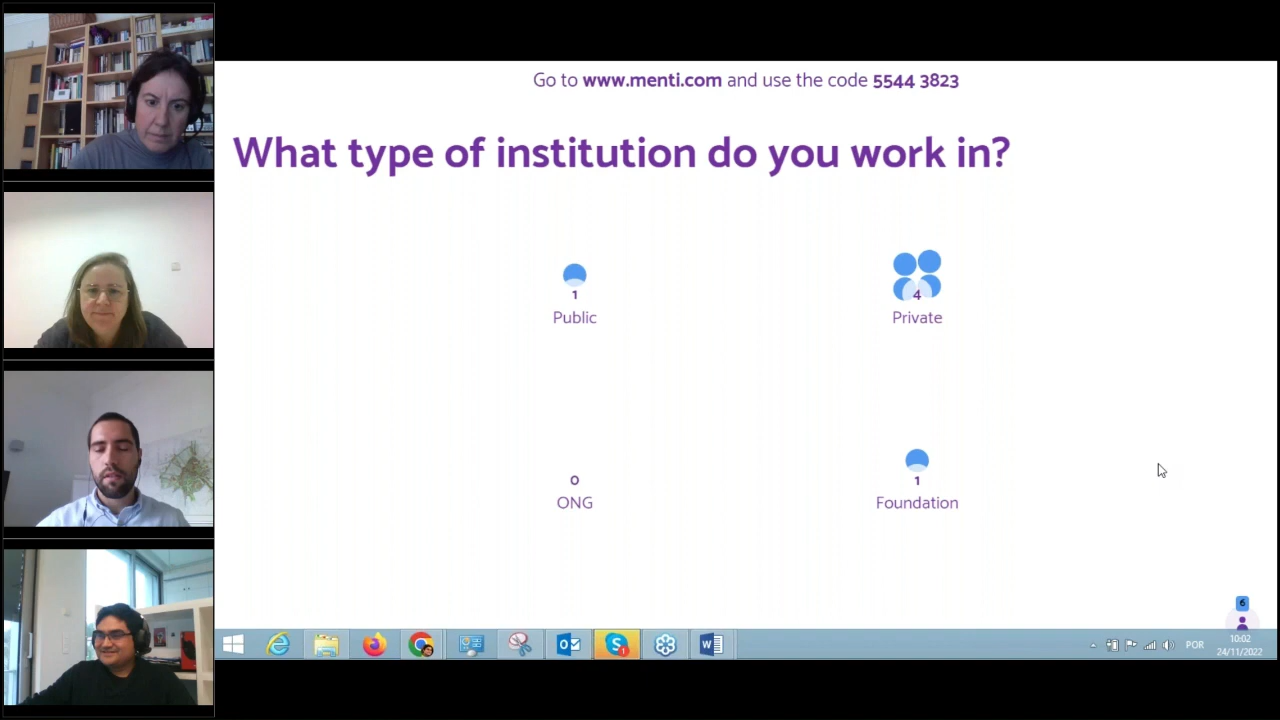 Go to www.menti.com and use the code 5544 3823
What type of institution do you work in?
1
Public
4
Private
0
ONG
1
Foundation
6
POR
10:02
24/11/2022